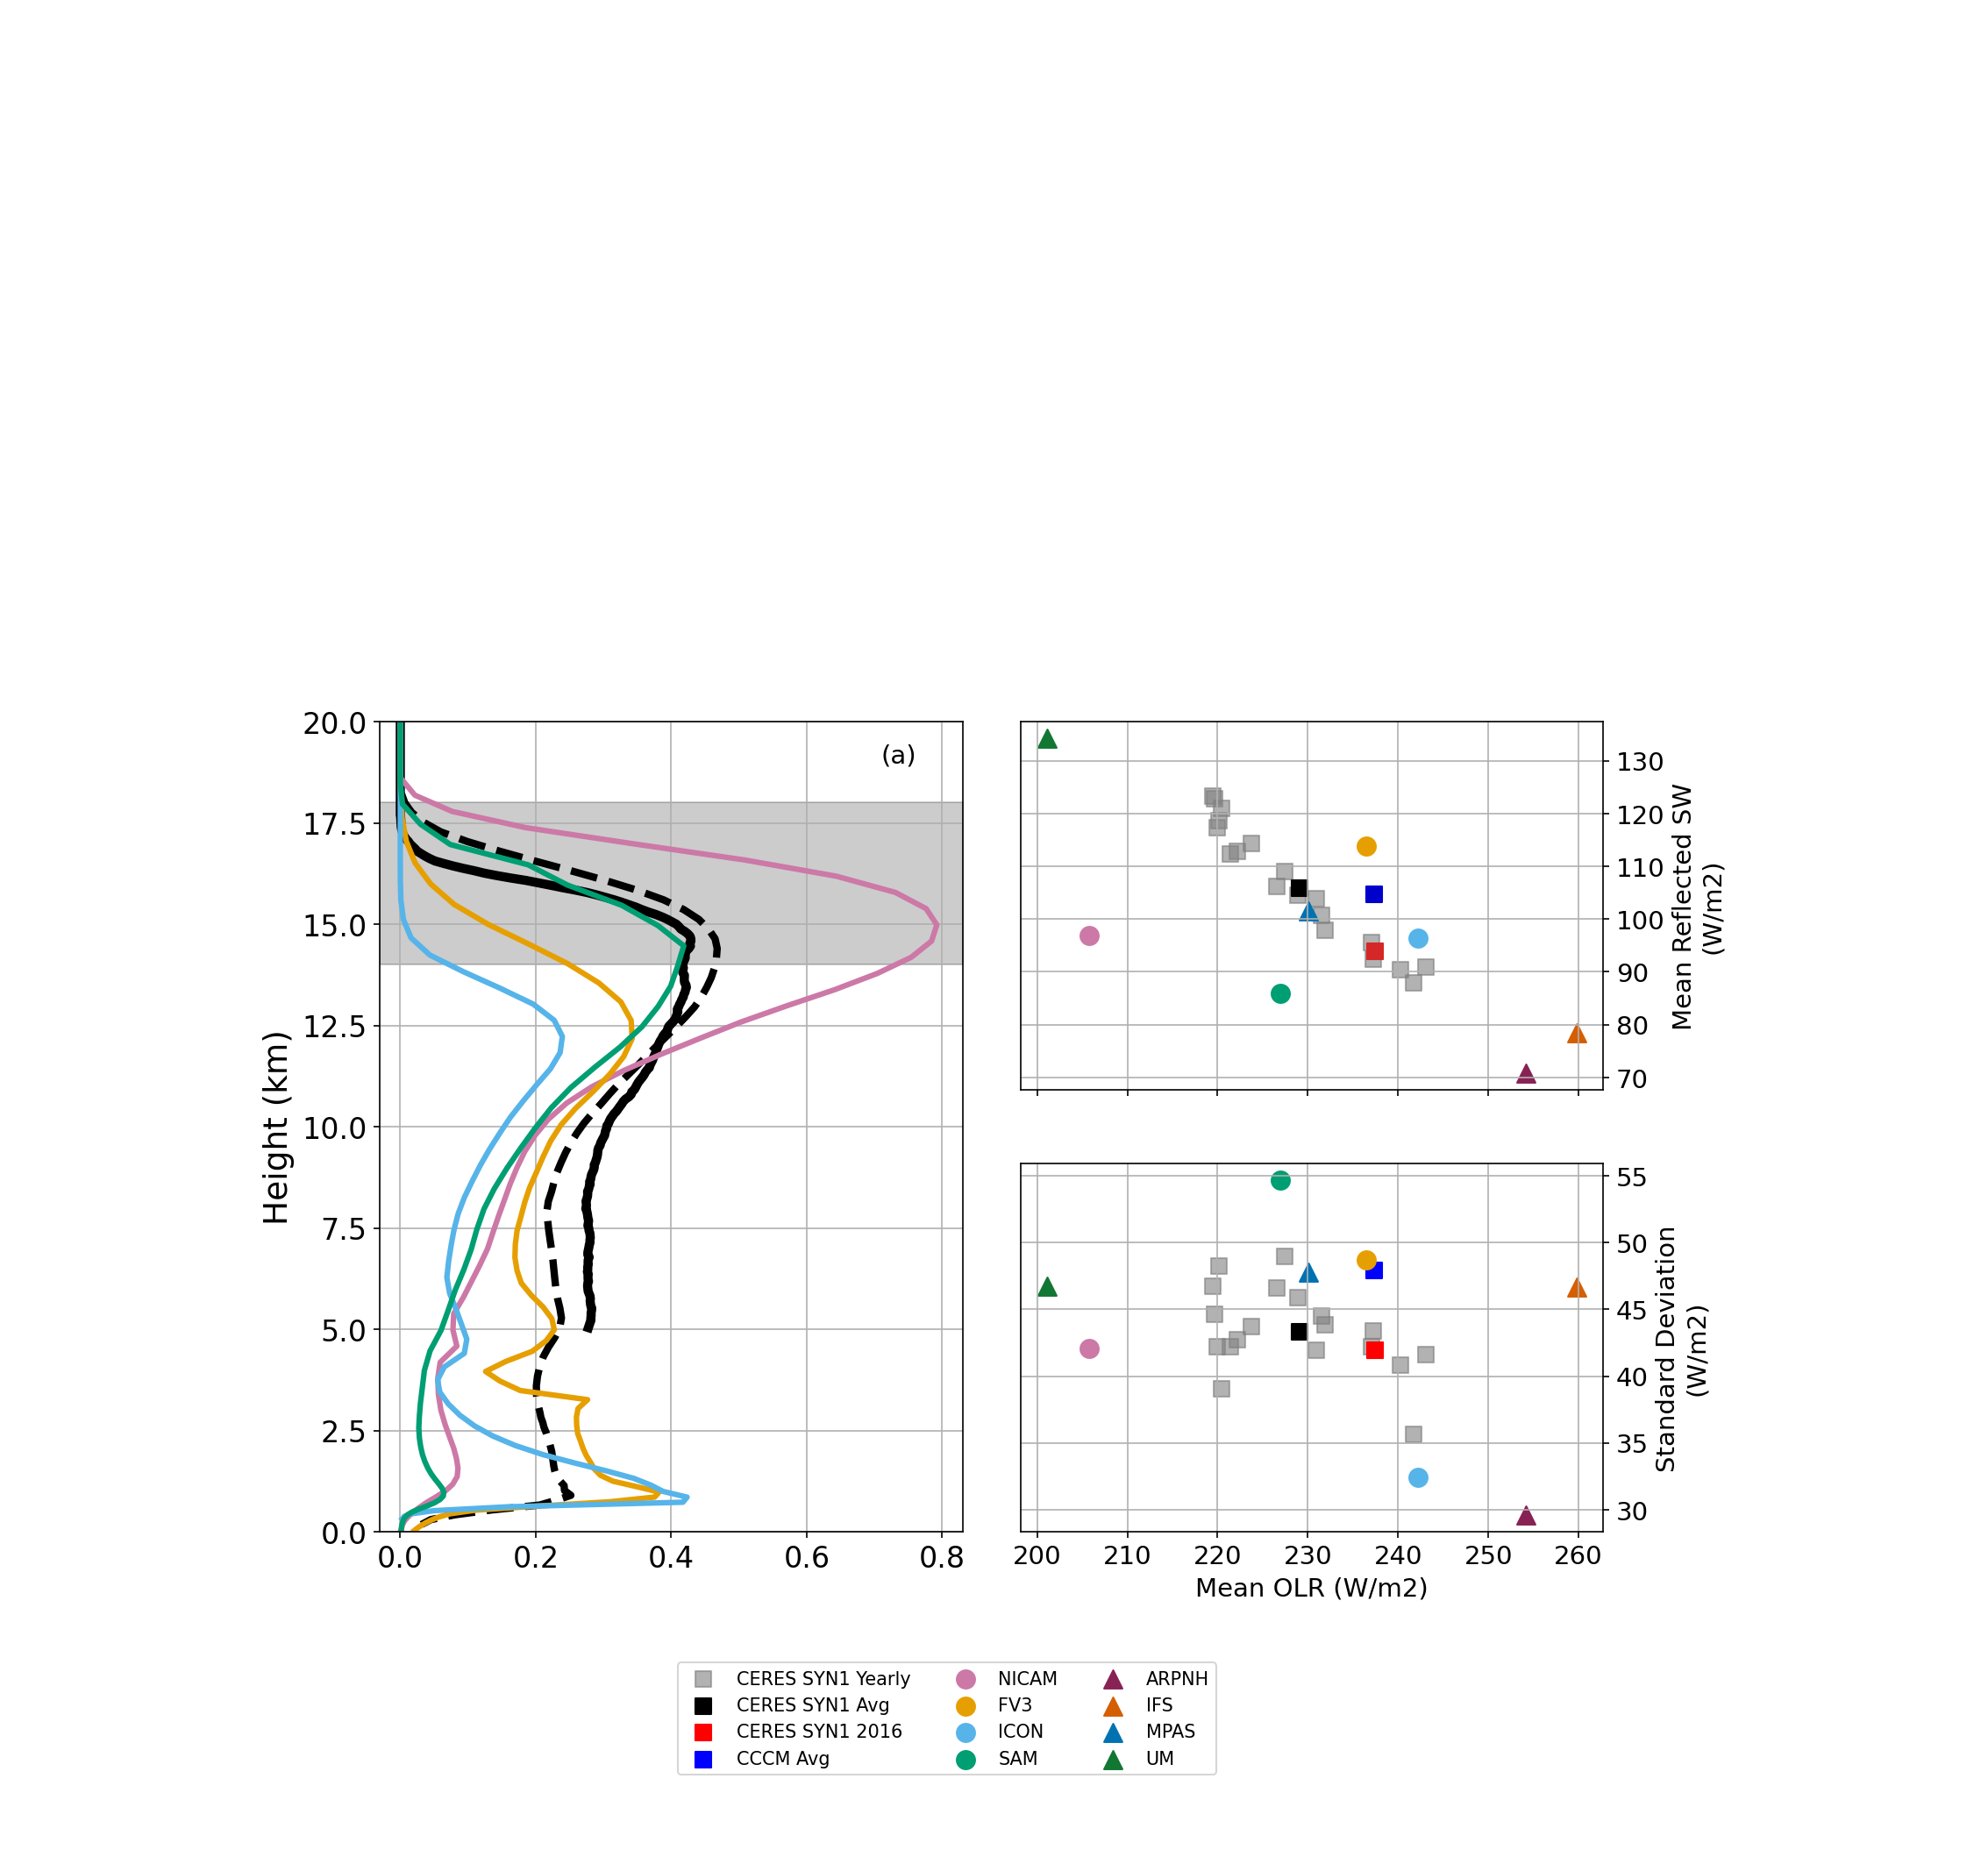 20.0
17.5
15.0
12.5
10.0
7.5
5.0
2.5
0.0
Height (km)
(a)
0.0 0.2 0.4 0.6 0.8
130
120
110
100
90
80
70
Mean Reflected SW
(W/m2)
55
50
45
40
35
30
Standard Deviation
(W/m2)
200 210 220 230 240 250 260
Mean OLR (W/m2)
CERES SYN1 Yearly
CERES SYN1 Avg
CERES SYN1 2016
CCCM Avg
NICAM
FV3
ICON
SAM
ARPNH
IFS
MPAS
UM